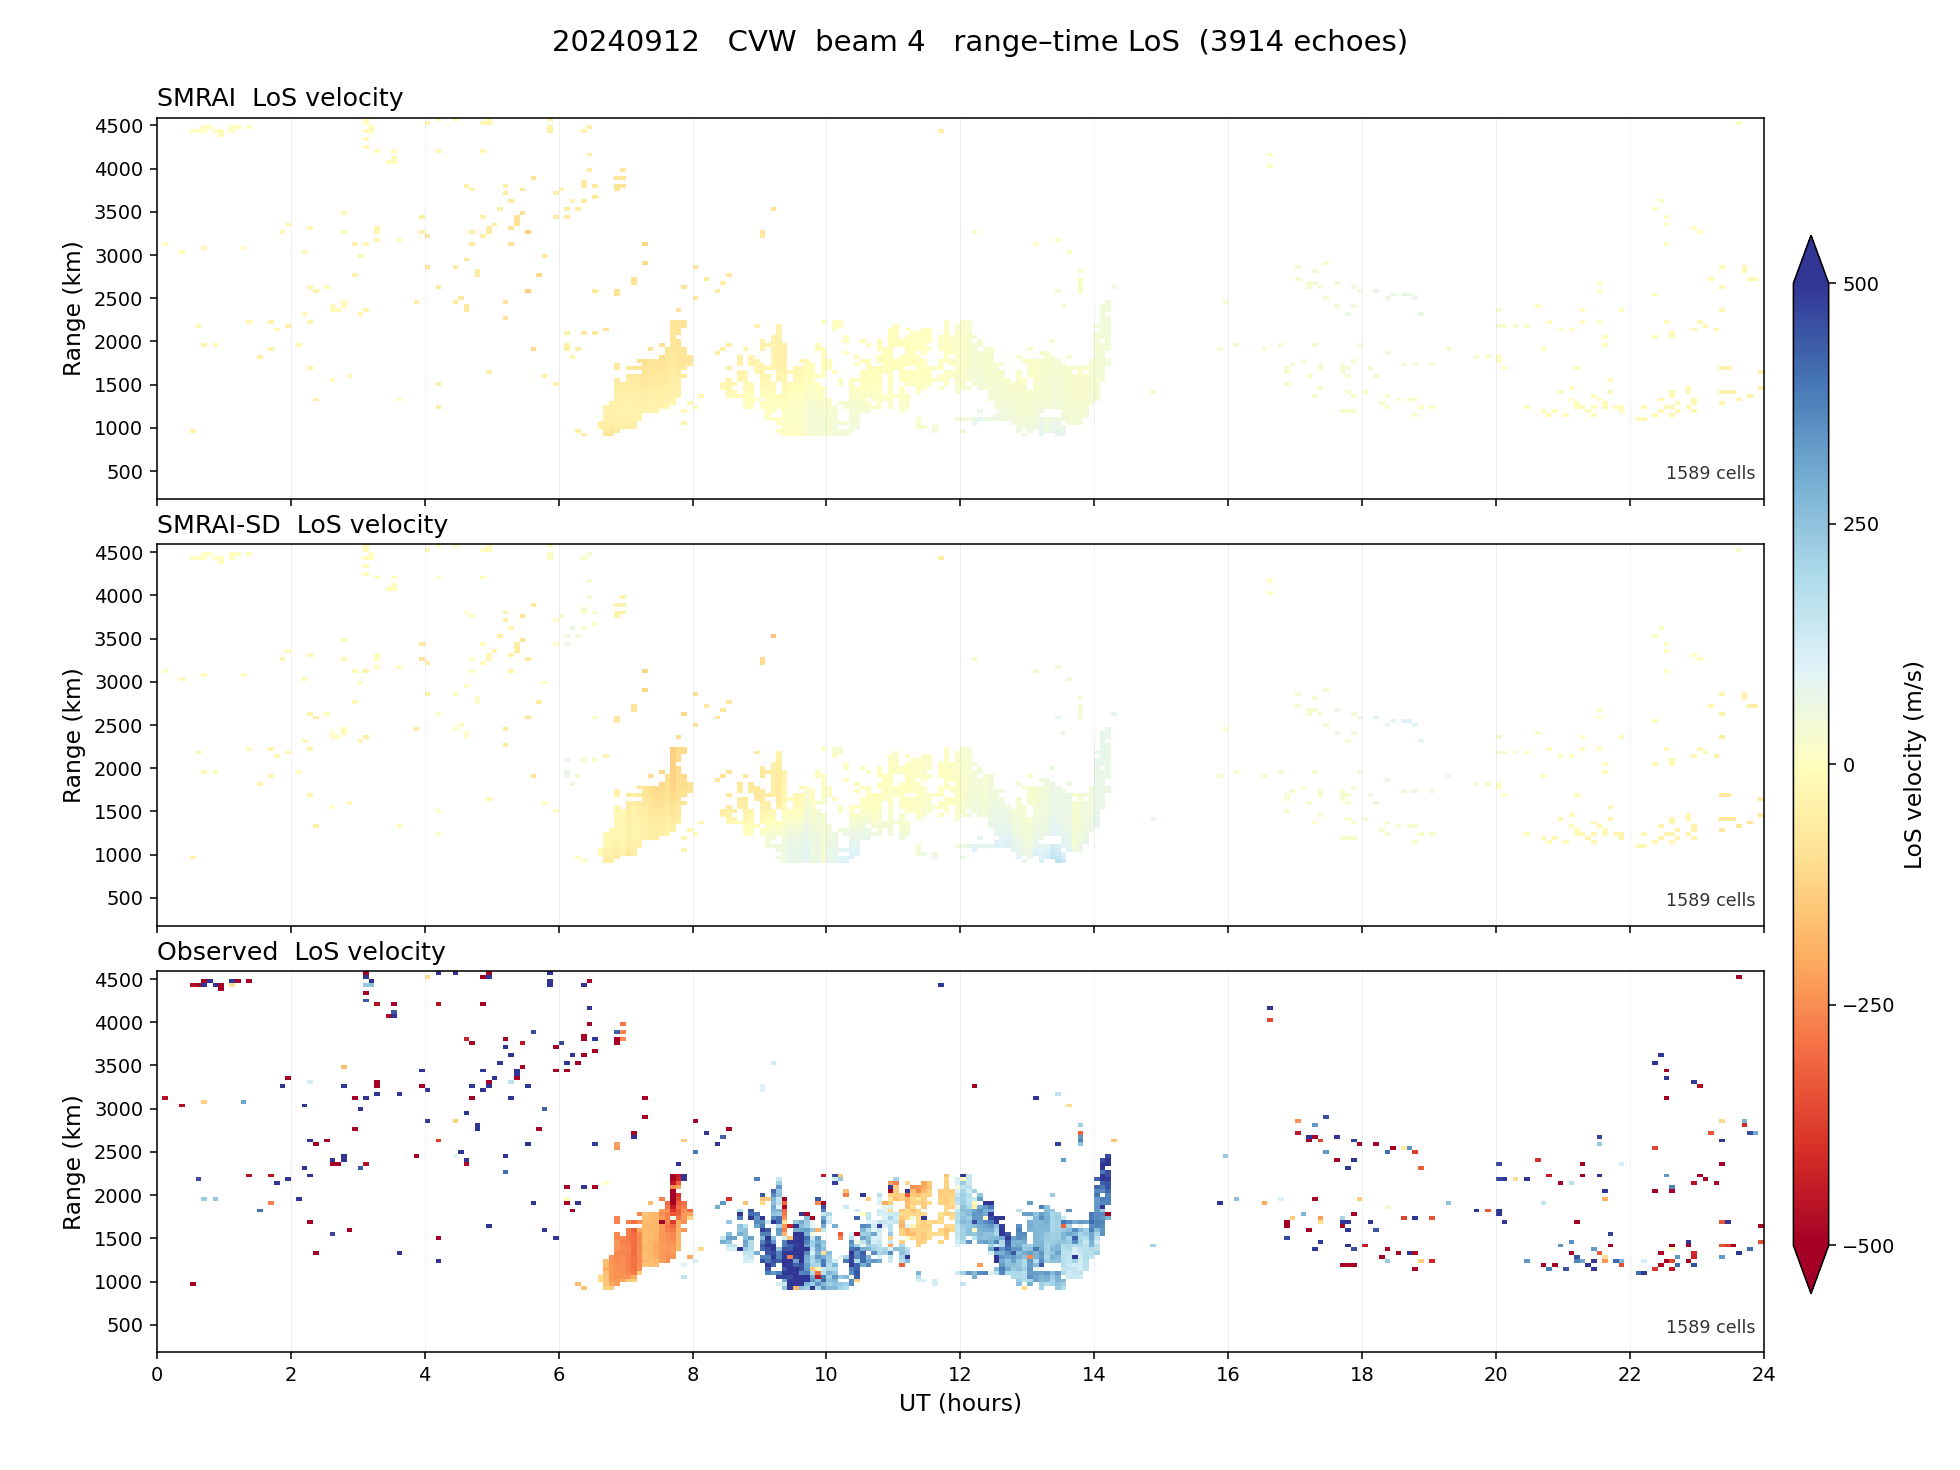 20240912   CVW  beam 4   range–time LoS  (3914 echoes)
SMRAI  LoS velocity
4500
4000
3500
3000
2500
2000
1500
1000
500
Range (km)
1589 cells
SMRAI-SD  LoS velocity
4500
4000
3500
3000
2500
2000
1500
1000
500
Range (km)
1589 cells
Observed  LoS velocity
4500
4000
3500
3000
2500
2000
1500
1000
500
Range (km)
1589 cells
0 2 4 6 8 10 12 14 16 18 20 22 24
UT (hours)
500
250
0
−250
−500
LoS velocity (m/s)